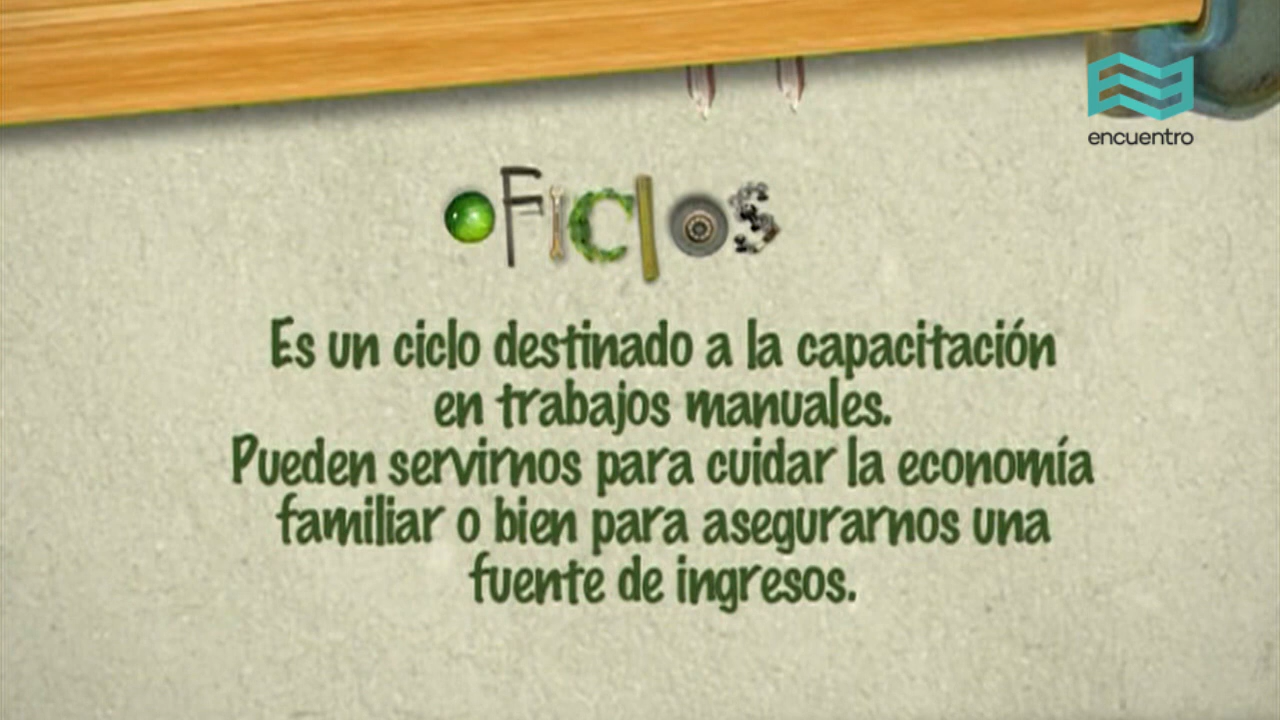 encuentro
oFicIos
Es un ciclo destinado a la capacitación
en trabajos manuales.
Pueden servirnos para cuidar la economía
familiar o bien para asegurarnos una
fuente de ingresos.